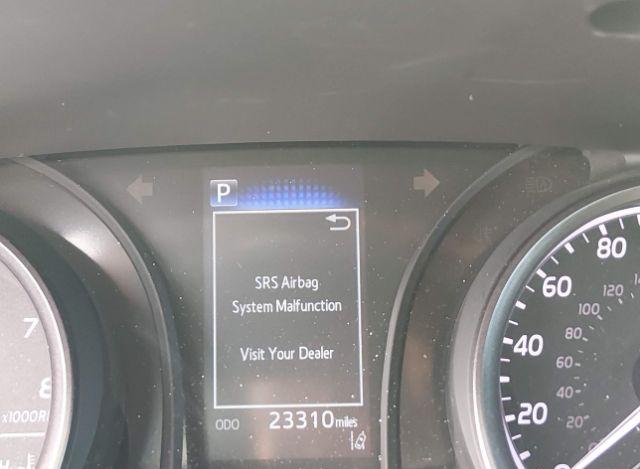 P
SRS Airbag
System Malfunction
Visit Your Dealer
ODO 23310 miles
7
8
x1000R
80
60
40
20
120
100
80
60
40
20